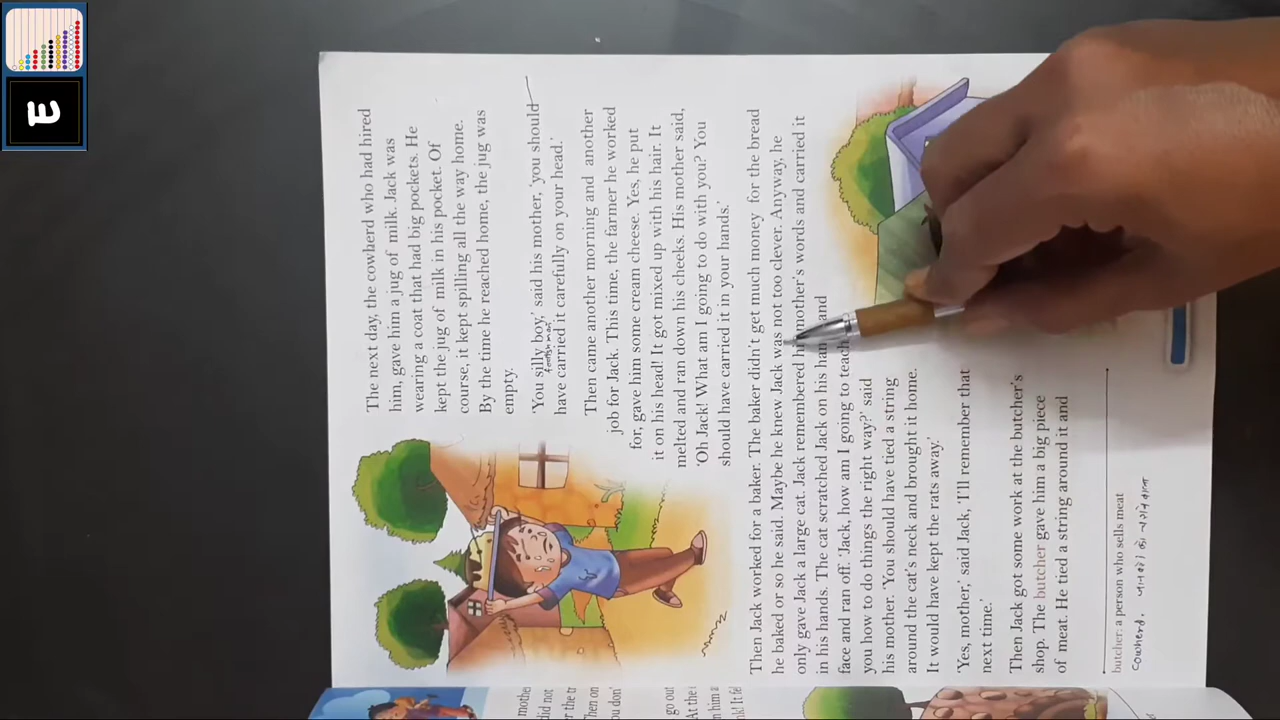 The next day, the cowherd who had hired
him, gave him a jug of milk. Jack was
wearing a coat that had big pockets. He
kept the jug of milk in his pocket. Of
course, it kept spilling all the way home.
By the time he reached home, the jug was
empty.
'You silly boy,' said his mother, 'you should
foolish man
have carried it carefully on your head.'
Then came another morning and another
job for Jack. This time, the farmer he worked
for, gave him some cream cheese. Yes, he put
it on his head! It got mixed up with his hair. It
melted and ran down his cheeks. His mother said,
'Oh Jack! What am I going to do with you? You
should have carried it in your hands.'
Then Jack worked for a baker. The baker didn't get much money for the bread
he baked or so he said. Maybe he knew Jack was not too clever. Anyway, he
only gave Jack a large cat. Jack remembered his mother's words and carried it
in his hands. The cat scratched Jack on his hand and
face and ran off. 'Jack, how am I going to teach
you how to do things the right way?' said
his mother. 'You should have tied a string
around the cat's neck and brought it home.
It would have kept the rats away.'
'Yes, mother,' said Jack, 'I'll remember that
next time.'
Then Jack got some work at the butcher's
shop. The butcher gave him a big piece
of meat. He tied a string around it and
butcher: a person who sells meat
cowherd.